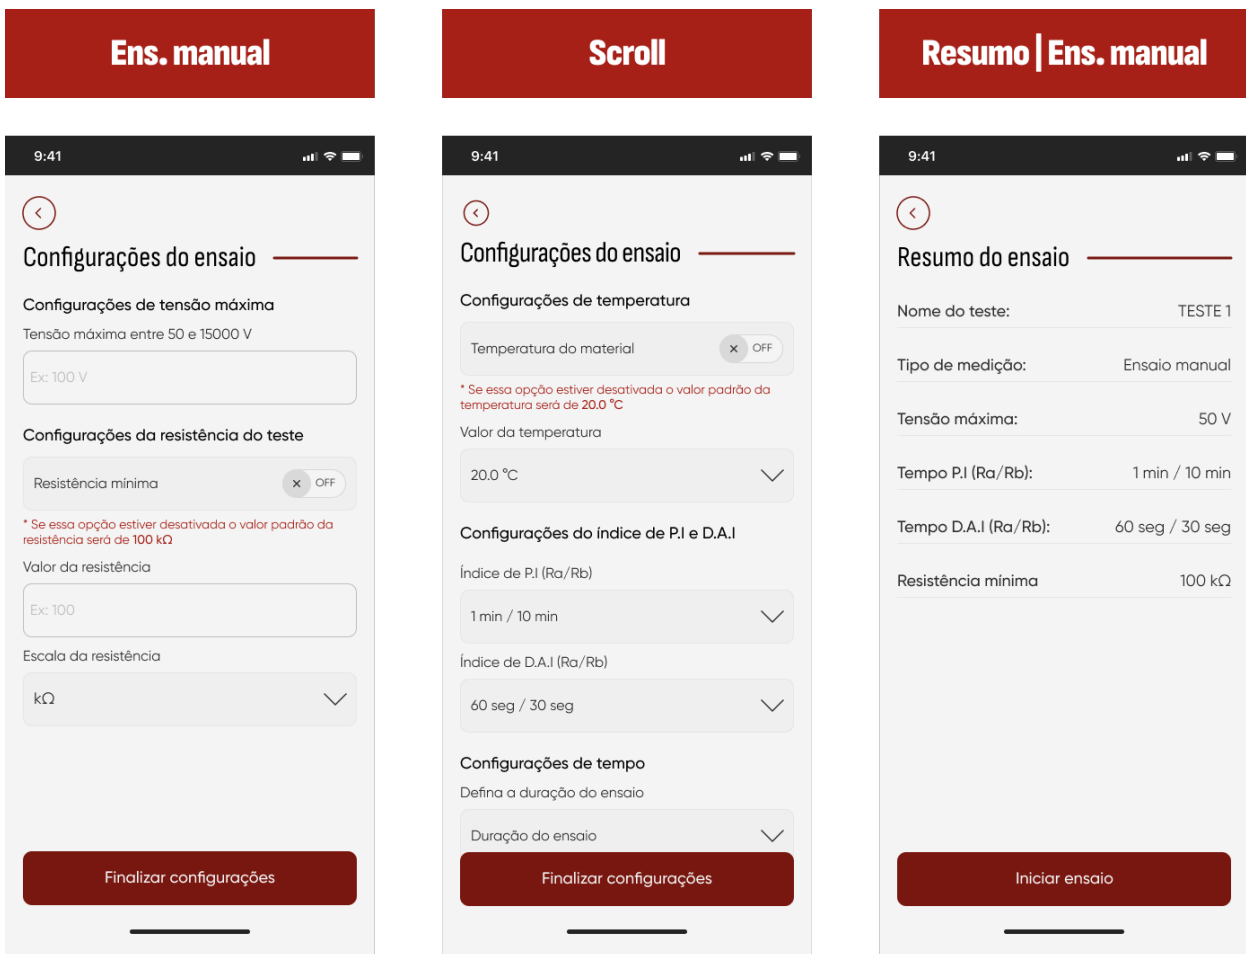 Ens. manual
9:41
Configurações do ensaio
Configurações de tensão máxima
Tensão máxima entre 50 e 15000 V
Ex: 100 V
Configurações da resistência do teste
Resistência mínima
OFF
* Se essa opção estiver desativada o valor padrão da
resistência será de 100 kΩ
Valor da resistência
Ex: 100
Escala da resistência
kΩ
Finalizar configurações
Scroll
9:41
Configurações do ensaio
Configurações de temperatura
Temperatura do material
OFF
* Se essa opção estiver desativada o valor padrão da
temperatura será de 20.0 °C
Valor da temperatura
20.0 °C
Configurações do índice de P.I e D.A.I
Índice de P.I (Ra/Rb)
1 min / 10 min
Índice de D.A.I (Ra/Rb)
60 seg / 30 seg
Configurações de tempo
Defina a duração do ensaio
Duração do ensaio
Finalizar configurações
Resumo | Ens. manual
9:41
Resumo do ensaio
Nome do teste: TESTE 1
Tipo de medição: Ensaio manual
Tensão máxima: 50 V
Tempo P.I (Ra/Rb): 1 min / 10 min
Tempo D.A.I (Ra/Rb): 60 seg / 30 seg
Resistência mínima 100 kΩ
Iniciar ensaio